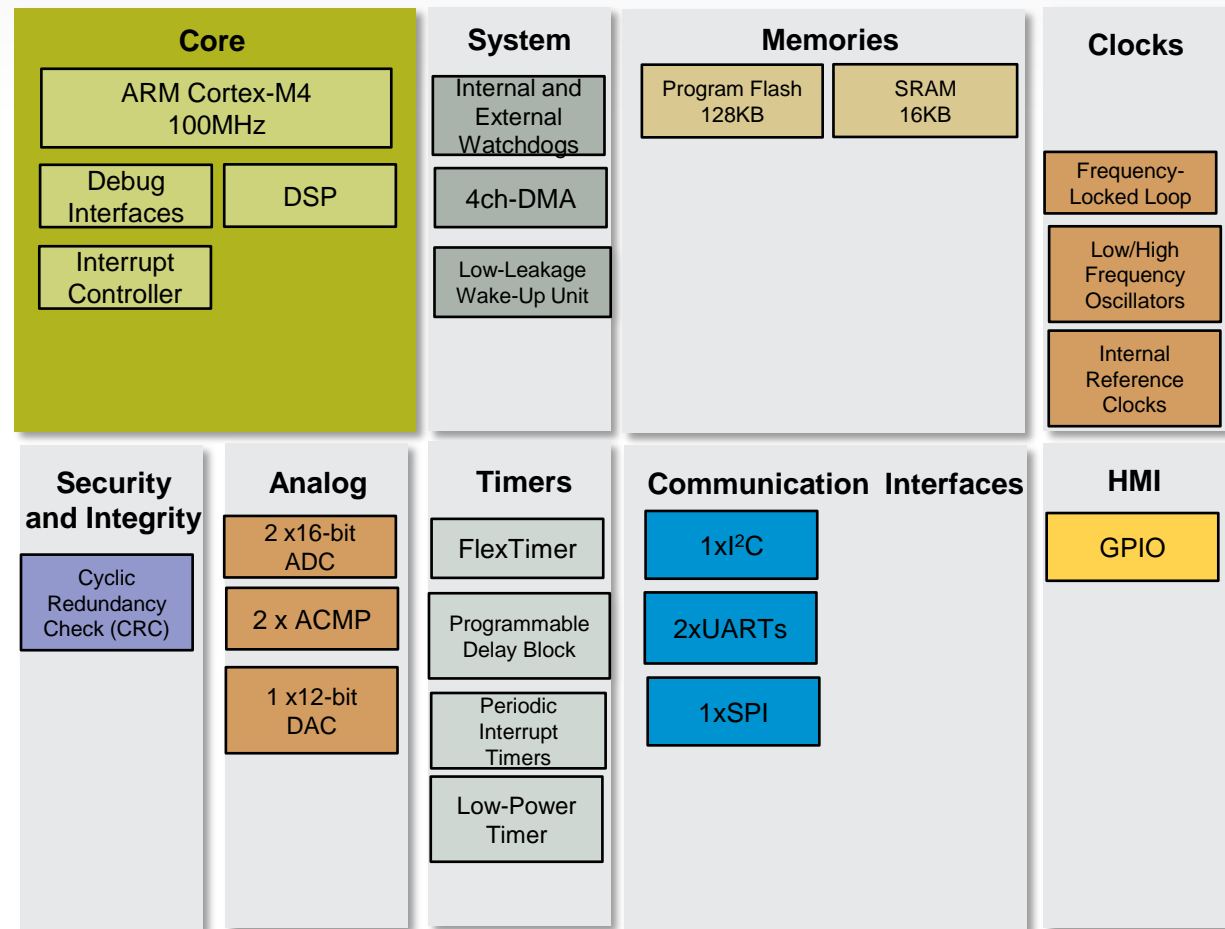 Core
ARM Cortex-M4
100MHz
Debug
Interfaces
DSP
Interrupt
Controller
System
Internal and
External
Watchdogs
4ch-DMA
Low-Leakage
Wake-Up Unit
Memories
Program Flash
128KB
SRAM
16KB
Clocks
Frequency-
Locked Loop
Low/High
Frequency
Oscillators
Internal
Reference
Clocks
Security
and Integrity
Cyclic
Redundancy
Check (CRC)
Analog
2 x16-bit
ADC
2 x ACMP
1 x12-bit
DAC
Timers
FlexTimer
Programmable
Delay Block
Periodic
Interrupt
Timers
Low-Power
Timer
Communication Interfaces
1xI²C
2xUARTs
1xSPI
HMI
GPIO